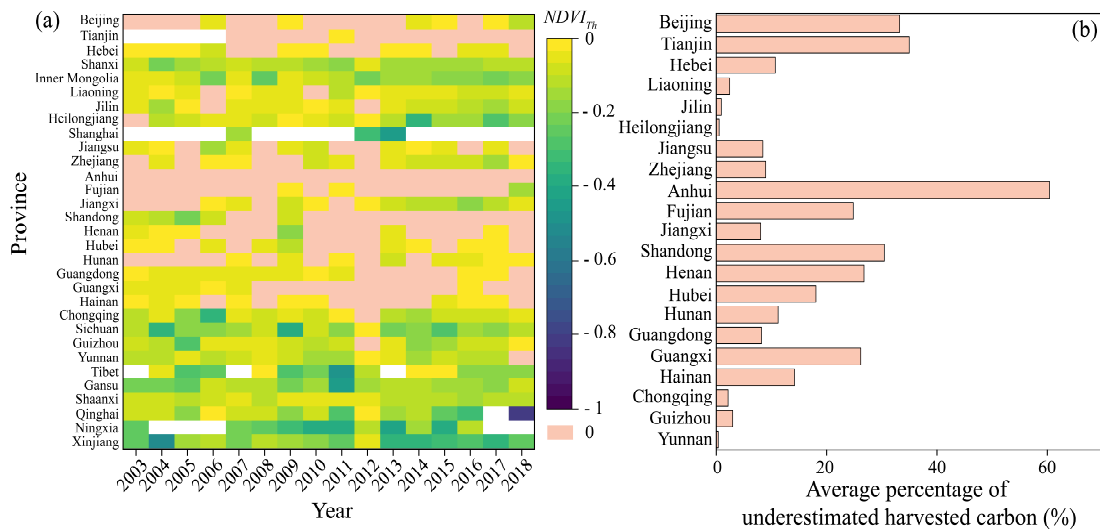 (a)
NDVI_Th
Province
Beijing
Tianjin
Hebei
Shanxi
Inner Mongolia
Liaoning
Jilin
Heilongjiang
Shanghai
Jiangsu
Zhejiang
Anhui
Fujian
Jiangxi
Shandong
Henan
Hubei
Hunan
Guangdong
Guangxi
Hainan
Chongqing
Sichuan
Guizhou
Yunnan
Tibet
Gansu
Shaanxi
Qinghai
Ningxia
Xinjiang
2003 2004 2005 2006 2007 2008 2009 2010 2011 2012 2013 2014 2015 2016 2017 2018
Year
0
- 0.2
- 0.4
- 0.6
- 0.8
- 1
0
(b)
Beijing
Tianjin
Hebei
Liaoning
Jilin
Heilongjiang
Jiangsu
Zhejiang
Anhui
Fujian
Jiangxi
Shandong
Henan
Hubei
Hunan
Guangdong
Guangxi
Hainan
Chongqing
Guizhou
Yunnan
0 20 40 60
Average percentage of
underestimated harvested carbon (%)